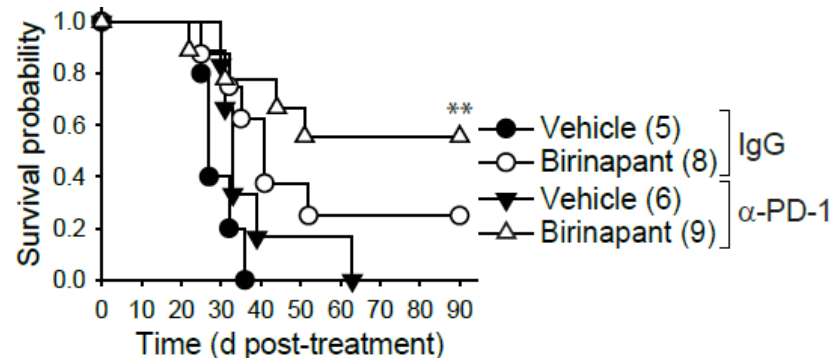 Survival probability
1.0
0.8
0.6
0.4
0.2
0.0
0 10 20 30 40 50 60 70 80 90
Time (d post-treatment)
**
Vehicle (5)
Birinapant (8)
IgG
Vehicle (6)
Birinapant (9)
α-PD-1